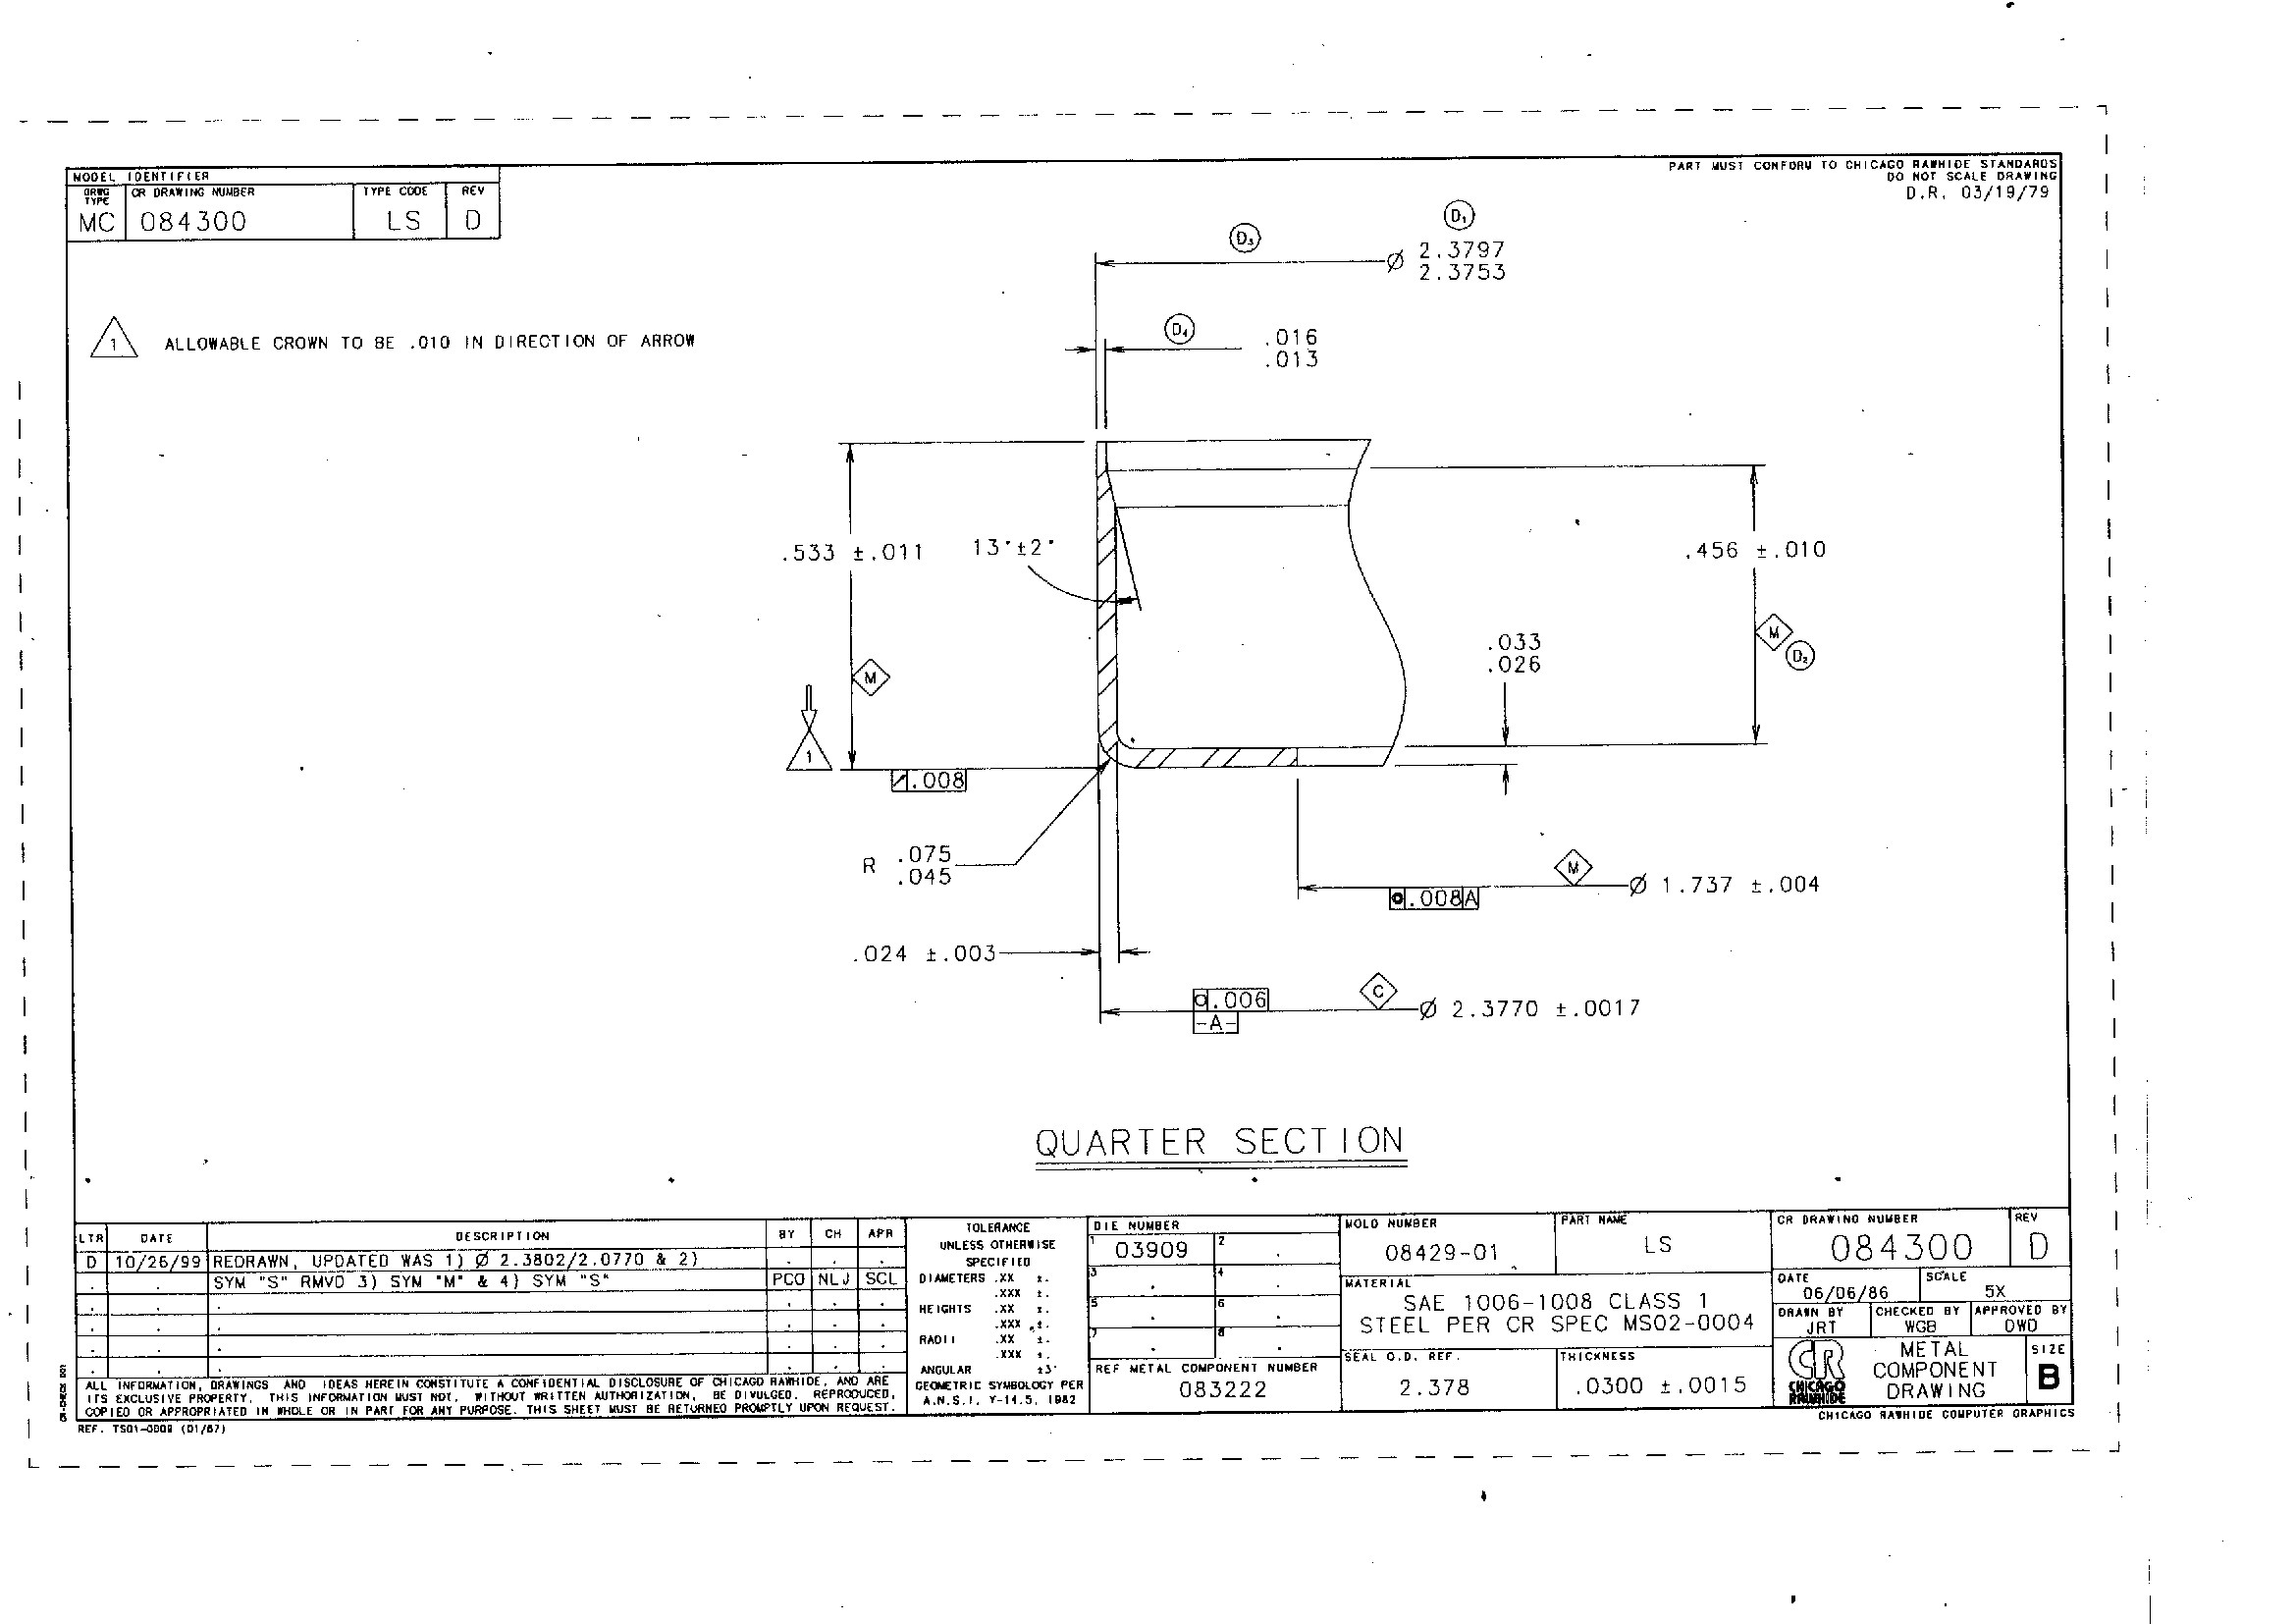 PART MUST CONFORM TO CHICAGO RAWHIDE STANDARDS
DO NOT SCALE DRAWING
D.R. 03/19/79
MODEL IDENTIFIER
DRWG TYPE
CR DRAWING NUMBER
TYPE CODE
REV
MC
084300
LS
D
D₃
D₁
Ø 2.3797
2.3753
1
ALLOWABLE CROWN TO BE .010 IN DIRECTION OF ARROW
D₄
.016
.013
.533 ±.011
13°±2°
.456 ±.010
M
D₂
.033
.026
M
1
.008
R .075
.045
M
.008 A
Ø 1.737 ±.004
.024 ±.003
.006
-A-
C
Ø 2.3770 ±.0017
QUARTER SECTION
LTR
DATE
DESCRIPTION
BY
CH
APR
D
10/26/99
REDRAWN, UPDATED WAS 1) Ø 2.3802/2.0770 & 2)
SYM "S" RMVD 3) SYM "M" & 4) SYM "S"
PCO
NLJ
SCL
ALL INFORMATION, DRAWINGS AND IDEAS HEREIN CONSTITUTE A CONFIDENTIAL DISCLOSURE OF CHICAGO RAWHIDE, AND ARE
ITS EXCLUSIVE PROPERTY. THIS INFORMATION MUST NOT, WITHOUT WRITTEN AUTHORIZATION, BE DIVULGED, REPRODUCED,
COPIED OR APPROPRIATED IN WHOLE OR IN PART FOR ANY PURPOSE. THIS SHEET MUST BE RETURNED PROMPTLY UPON REQUEST.
REF. TS01-0009 (01/87)
TOLERANCE
UNLESS OTHERWISE
SPECIFIED
DIAMETERS .XX ±.
.XXX ±.
HEIGHTS .XX ±.
.XXX ±.
RADII .XX ±.
.XXX ±.
ANGULAR ±3°
GEOMETRIC SYMBOLOGY PER
A.N.S.I. Y-14.5, 1982
DIE NUMBER
1
03909
2
3
4
5
6
7
8
REF METAL COMPONENT NUMBER
083222
MOLD NUMBER
08429-01
PART NAME
LS
MATERIAL
SAE 1006-1008 CLASS 1
STEEL PER CR SPEC MS02-0004
SEAL O.D. REF.
2.378
THICKNESS
.0300 ±.0015
CR DRAWING NUMBER
084300
REV
D
DATE
06/06/86
SCALE
5X
DRAWN BY
JRT
CHECKED BY
WGB
APPROVED BY
DWD
CR
CHICAGO
RAWHIDE
METAL
COMPONENT
DRAWING
SIZE
B
CHICAGO RAWHIDE COMPUTER GRAPHICS